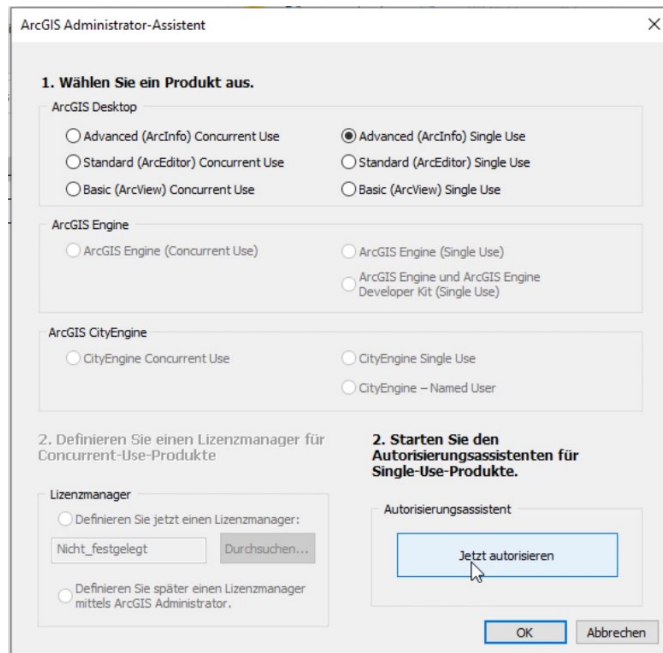 ArcGIS Administrator-Assistent
1. Wählen Sie ein Produkt aus.
ArcGIS Desktop
Advanced (ArcInfo) Concurrent Use
Advanced (ArcInfo) Single Use
Standard (ArcEditor) Concurrent Use
Standard (ArcEditor) Single Use
Basic (ArcView) Concurrent Use
Basic (ArcView) Single Use
ArcGIS Engine
ArcGIS Engine (Concurrent Use)
ArcGIS Engine (Single Use)
ArcGIS Engine und ArcGIS Engine
Developer Kit (Single Use)
ArcGIS CityEngine
CityEngine Concurrent Use
CityEngine Single Use
CityEngine – Named User
2. Definieren Sie einen Lizenzmanager für
Concurrent-Use-Produkte
Lizenzmanager
Definieren Sie jetzt einen Lizenzmanager:
Nicht_festgelegt
Durchsuchen...
Definieren Sie später einen Lizenzmanager
mittels ArcGIS Administrator.
2. Starten Sie den
Autorisierungsassistenten für
Single-Use-Produkte.
Autorisierungsassistent
Jetzt autorisieren
OK
Abbrechen